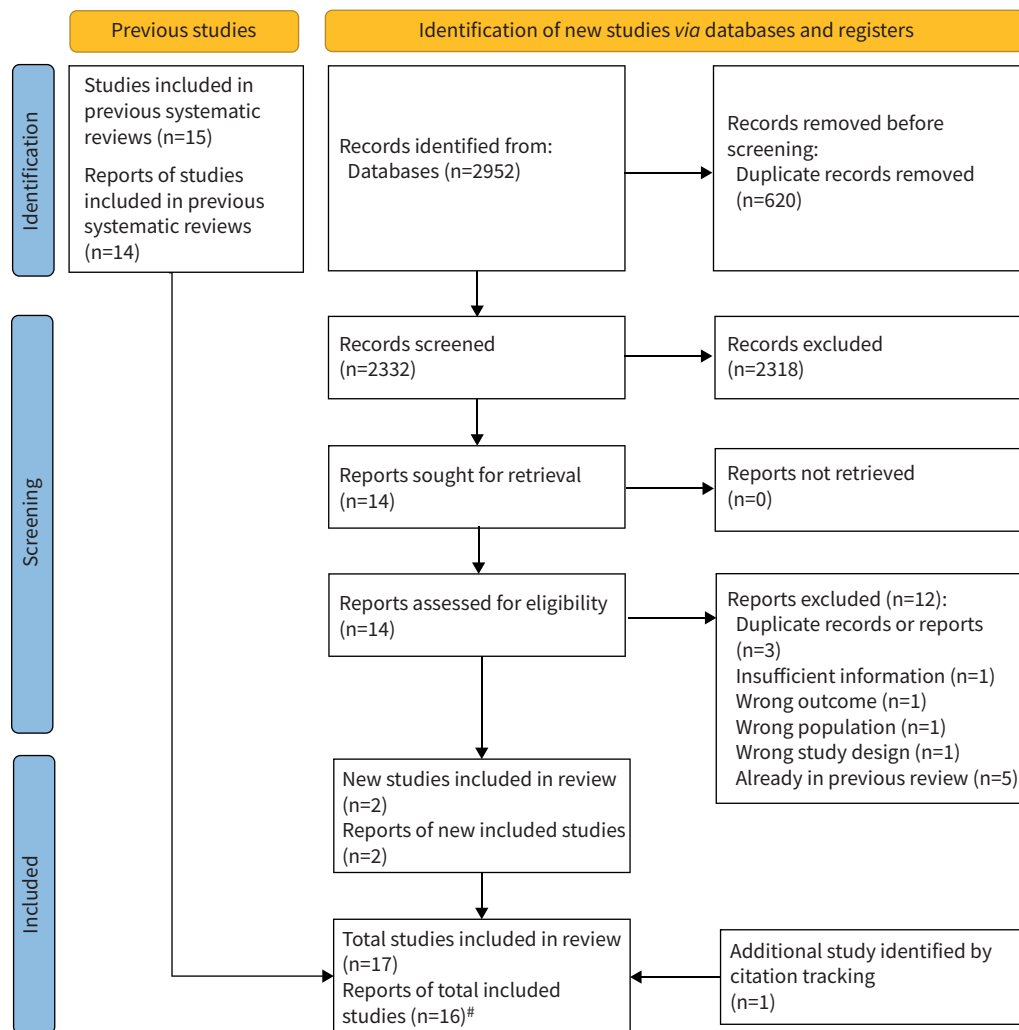 Previous studies
Identification of new studies via databases and registers
Identification
Studies included in
previous systematic
reviews (n=15)
Reports of studies
included in previous
systematic reviews
(n=14)
Records identified from:
Databases (n=2952)
Records removed before
screening:
Duplicate records removed
(n=620)
Screening
Records screened
(n=2332)
Records excluded
(n=2318)
Reports sought for retrieval
(n=14)
Reports not retrieved
(n=0)
Reports assessed for eligibility
(n=14)
Reports excluded (n=12):
Duplicate records or reports
(n=3)
Insufficient information (n=1)
Wrong outcome (n=1)
Wrong population (n=1)
Wrong study design (n=1)
Already in previous review (n=5)
Included
New studies included in review
(n=2)
Reports of new included studies
(n=2)
Total studies included in review
(n=17)
Reports of total included
studies (n=16)#
Additional study identified by
citation tracking
(n=1)